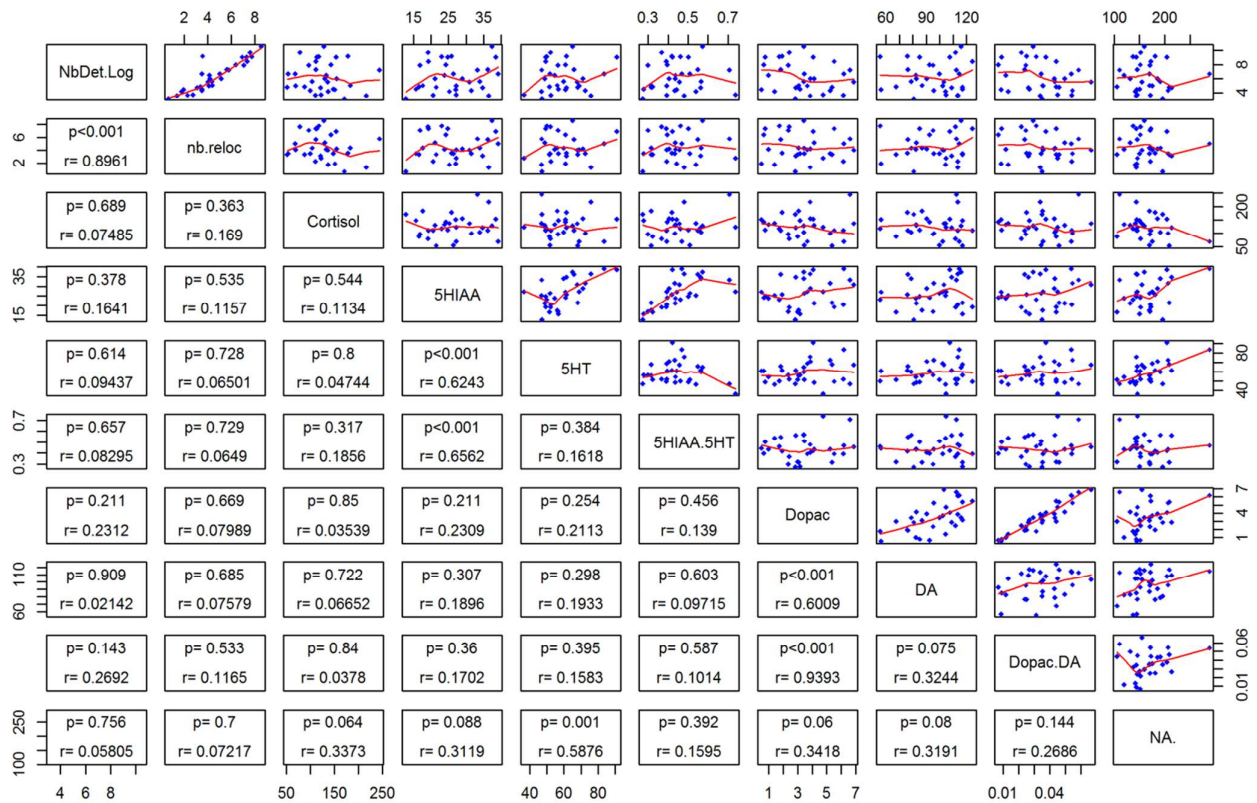 2 4 6 8 15 25 35 0.3 0.5 0.7 60 80 100 120 100 200
NbDet.Log 4 8
2 6 p<0.001 nb.reloc
r= 0.8961
p= 0.689 p= 0.363 Cortisol 50 200
r= 0.07485 r= 0.169
15 35 p= 0.378 p= 0.535 p= 0.544 5HIAA
r= 0.1641 r= 0.1157 r= 0.1134
p= 0.614 p= 0.728 p= 0.8 p<0.001 5HT 40 80
r= 0.09437 r= 0.06501 r= 0.04744 r= 0.6243
0.3 0.7 p= 0.657 p= 0.729 p= 0.317 p<0.001 p= 0.384 5HIAA.5HT
r= 0.08295 r= 0.0649 r= 0.1856 r= 0.6562 r= 0.1618
p= 0.211 p= 0.669 p= 0.85 p= 0.211 p= 0.254 p= 0.456 Dopac 1 4 7
r= 0.2312 r= 0.07989 r= 0.03539 r= 0.2309 r= 0.2113 r= 0.139
60 110 p= 0.909 p= 0.685 p= 0.722 p= 0.307 p= 0.298 p= 0.603 p<0.001 DA
r= 0.02142 r= 0.07579 r= 0.06652 r= 0.1896 r= 0.1933 r= 0.09715 r= 0.6009
p= 0.143 p= 0.533 p= 0.84 p= 0.36 p= 0.395 p= 0.587 p<0.001 p= 0.075 Dopac.DA 0.01 0.06
r= 0.2692 r= 0.1165 r= 0.0378 r= 0.1702 r= 0.1583 r= 0.1014 r= 0.9393 r= 0.3244
100 250 p= 0.756 p= 0.7 p= 0.064 p= 0.088 p= 0.001 p= 0.392 p= 0.06 p= 0.08 p= 0.144 NA.
r= 0.05805 r= 0.07217 r= 0.3373 r= 0.3119 r= 0.5876 r= 0.1595 r= 0.3418 r= 0.3191 r= 0.2686
4 6 8 50 150 250 40 60 80 1 3 5 7 0.01 0.04